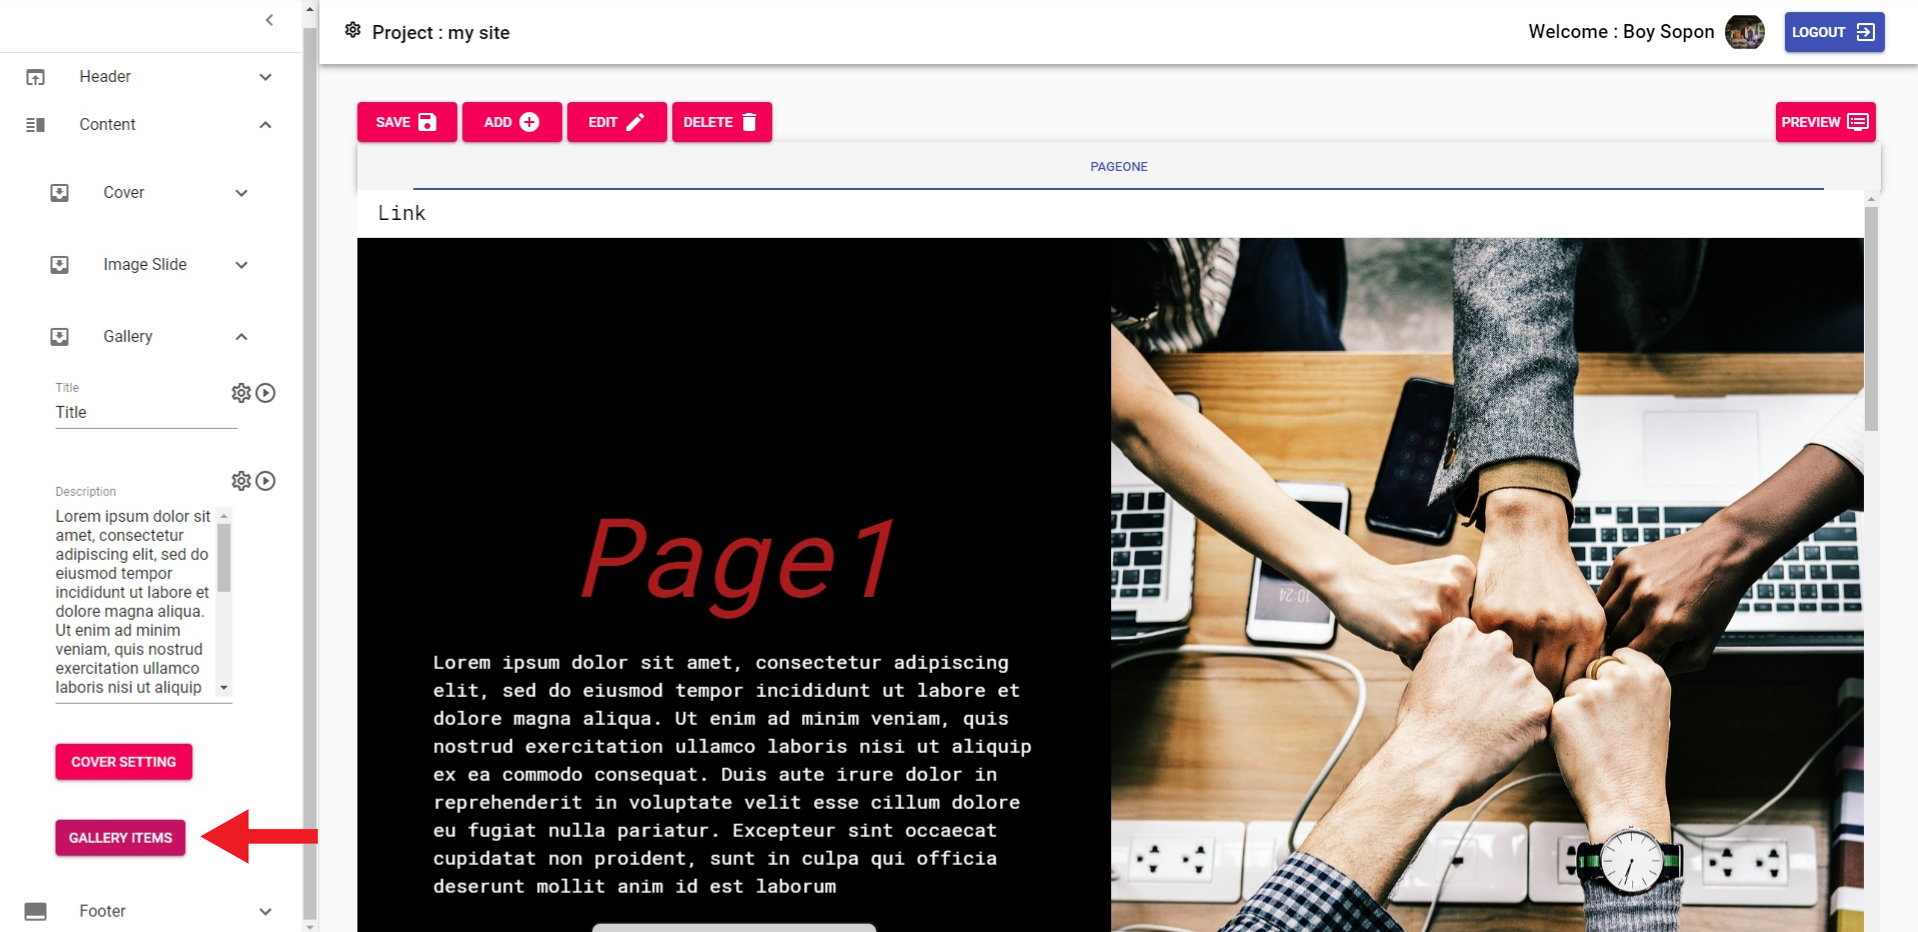 Project : my site
Welcome : Boy Sopon
LOGOUT
Header
Content
Cover
Image Slide
Gallery
Title
Title
Description
Lorem ipsum dolor sit
amet, consectetur
adipiscing elit, sed do
eiusmod tempor
incididunt ut labore et
dolore magna aliqua.
Ut enim ad minim
veniam, quis nostrud
exercitation ullamco
laboris nisi ut aliquip
COVER SETTING
GALLERY ITEMS
Footer
SAVE
ADD
EDIT
DELETE
PREVIEW
PAGEONE
Link
Page1
Lorem ipsum dolor sit amet, consectetur adipiscing
elit, sed do eiusmod tempor incididunt ut labore et
dolore magna aliqua. Ut enim ad minim veniam, quis
nostrud exercitation ullamco laboris nisi ut aliquip
ex ea commodo consequat. Duis aute irure dolor in
reprehenderit in voluptate velit esse cillum dolore
eu fugiat nulla pariatur. Excepteur sint occaecat
cupidatat non proident, sunt in culpa qui officia
deserunt mollit anim id est laborum
10:24